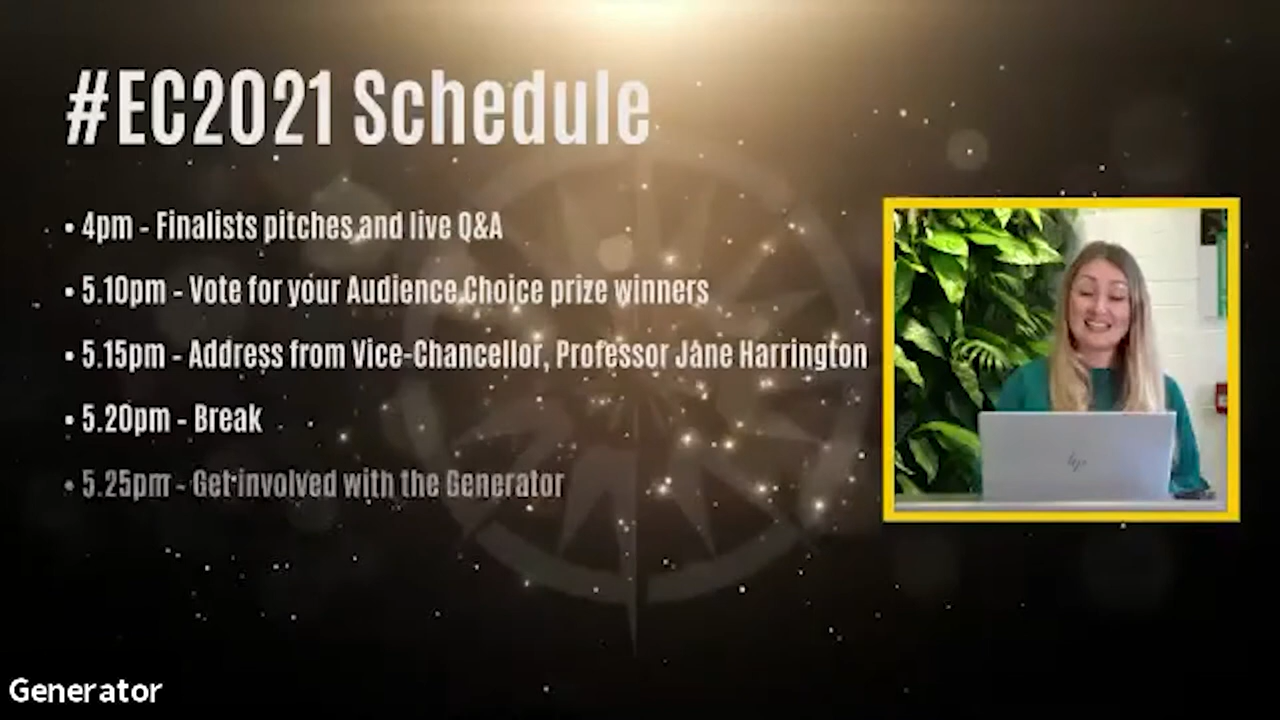 #EC2021 Schedule
• 4pm - Finalists pitches and live Q&A
• 5.10pm - Vote for your Audience Choice prize winners
• 5.15pm - Address from Vice-Chancellor, Professor Jane Harrington
• 5.20pm - Break
• 5.25pm - Get involved with the Generator
hp
Generator